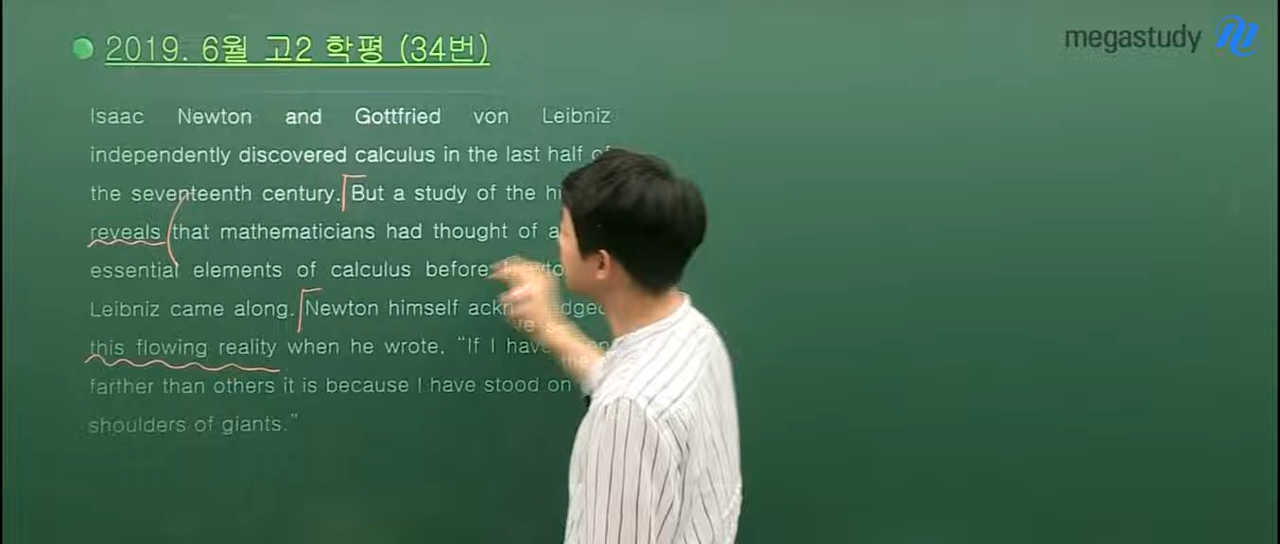 2019. 6월 고2 학평 (34번)
megastudy
Isaac Newton and Gottfried von Leibniz
independently discovered calculus in the last half of
the seventeenth century. But a study of the
reveals that mathematicians had thought of
essential elements of calculus before
Leibniz came along. Newton himself
this flowing reality when he wrote, “If I have
farther than others it is because I have stood on
shoulders of giants.”